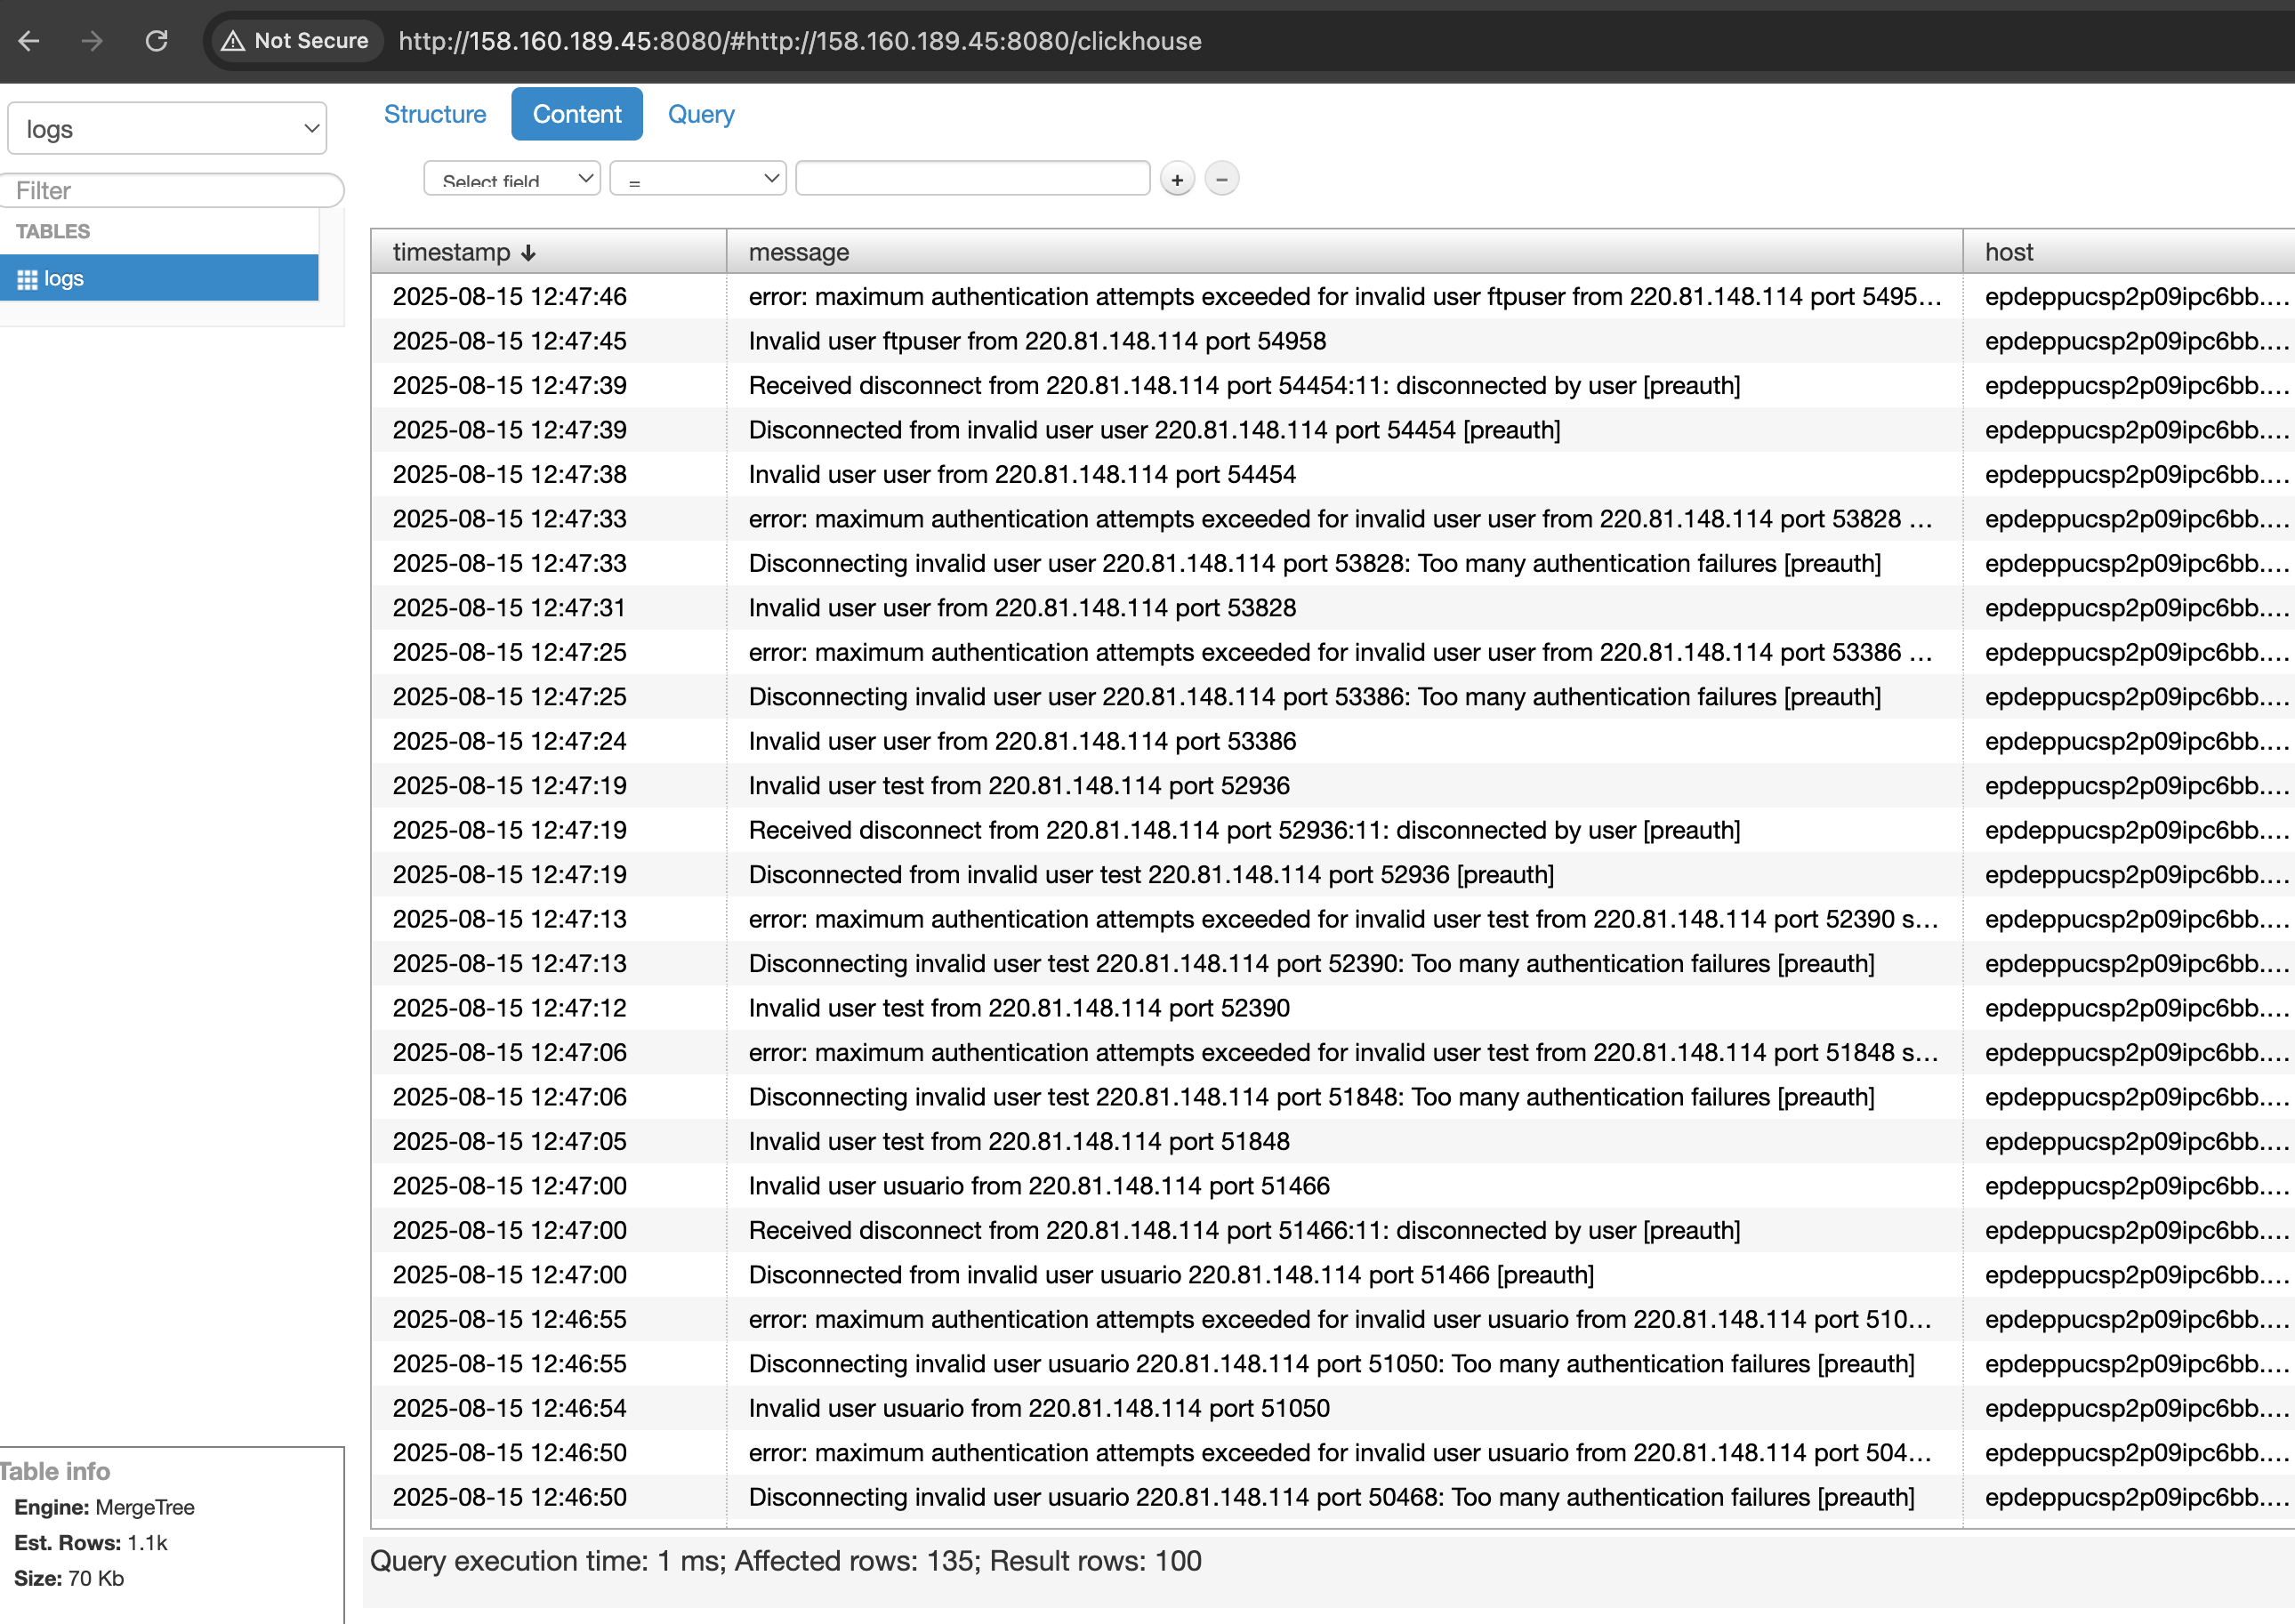 Not Secure http://158.160.189.45:8080/#http://158.160.189.45:8080/clickhouse
logs
Filter
TABLES
logs
Structure Content Query
Select field = + −
timestamp message host
2025-08-15 12:47:46 error: maximum authentication attempts exceeded for invalid user ftpuser from 220.81.148.114 port 5495… epdeppucsp2p09ipc6bb.…
2025-08-15 12:47:45 Invalid user ftpuser from 220.81.148.114 port 54958 epdeppucsp2p09ipc6bb.…
2025-08-15 12:47:39 Received disconnect from 220.81.148.114 port 54454:11: disconnected by user [preauth] epdeppucsp2p09ipc6bb.…
2025-08-15 12:47:39 Disconnected from invalid user user 220.81.148.114 port 54454 [preauth] epdeppucsp2p09ipc6bb.…
2025-08-15 12:47:38 Invalid user user from 220.81.148.114 port 54454 epdeppucsp2p09ipc6bb.…
2025-08-15 12:47:33 error: maximum authentication attempts exceeded for invalid user user from 220.81.148.114 port 53828 … epdeppucsp2p09ipc6bb.…
2025-08-15 12:47:33 Disconnecting invalid user user 220.81.148.114 port 53828: Too many authentication failures [preauth] epdeppucsp2p09ipc6bb.…
2025-08-15 12:47:31 Invalid user user from 220.81.148.114 port 53828 epdeppucsp2p09ipc6bb.…
2025-08-15 12:47:25 error: maximum authentication attempts exceeded for invalid user user from 220.81.148.114 port 53386 … epdeppucsp2p09ipc6bb.…
2025-08-15 12:47:25 Disconnecting invalid user user 220.81.148.114 port 53386: Too many authentication failures [preauth] epdeppucsp2p09ipc6bb.…
2025-08-15 12:47:24 Invalid user user from 220.81.148.114 port 53386 epdeppucsp2p09ipc6bb.…
2025-08-15 12:47:19 Invalid user test from 220.81.148.114 port 52936 epdeppucsp2p09ipc6bb.…
2025-08-15 12:47:19 Received disconnect from 220.81.148.114 port 52936:11: disconnected by user [preauth] epdeppucsp2p09ipc6bb.…
2025-08-15 12:47:19 Disconnected from invalid user test 220.81.148.114 port 52936 [preauth] epdeppucsp2p09ipc6bb.…
2025-08-15 12:47:13 error: maximum authentication attempts exceeded for invalid user test from 220.81.148.114 port 52390 s… epdeppucsp2p09ipc6bb.…
2025-08-15 12:47:13 Disconnecting invalid user test 220.81.148.114 port 52390: Too many authentication failures [preauth] epdeppucsp2p09ipc6bb.…
2025-08-15 12:47:12 Invalid user test from 220.81.148.114 port 52390 epdeppucsp2p09ipc6bb.…
2025-08-15 12:47:06 error: maximum authentication attempts exceeded for invalid user test from 220.81.148.114 port 51848 s… epdeppucsp2p09ipc6bb.…
2025-08-15 12:47:06 Disconnecting invalid user test 220.81.148.114 port 51848: Too many authentication failures [preauth] epdeppucsp2p09ipc6bb.…
2025-08-15 12:47:05 Invalid user test from 220.81.148.114 port 51848 epdeppucsp2p09ipc6bb.…
2025-08-15 12:47:00 Invalid user usuario from 220.81.148.114 port 51466 epdeppucsp2p09ipc6bb.…
2025-08-15 12:47:00 Received disconnect from 220.81.148.114 port 51466:11: disconnected by user [preauth] epdeppucsp2p09ipc6bb.…
2025-08-15 12:47:00 Disconnected from invalid user usuario 220.81.148.114 port 51466 [preauth] epdeppucsp2p09ipc6bb.…
2025-08-15 12:46:55 error: maximum authentication attempts exceeded for invalid user usuario from 220.81.148.114 port 510… epdeppucsp2p09ipc6bb.…
2025-08-15 12:46:55 Disconnecting invalid user usuario 220.81.148.114 port 51050: Too many authentication failures [preauth] epdeppucsp2p09ipc6bb.…
2025-08-15 12:46:54 Invalid user usuario from 220.81.148.114 port 51050 epdeppucsp2p09ipc6bb.…
2025-08-15 12:46:50 error: maximum authentication attempts exceeded for invalid user usuario from 220.81.148.114 port 504… epdeppucsp2p09ipc6bb.…
2025-08-15 12:46:50 Disconnecting invalid user usuario 220.81.148.114 port 50468: Too many authentication failures [preauth] epdeppucsp2p09ipc6bb.…
Table info
Engine: MergeTree
Est. Rows: 1.1k
Size: 70 Kb
Query execution time: 1 ms; Affected rows: 135; Result rows: 100